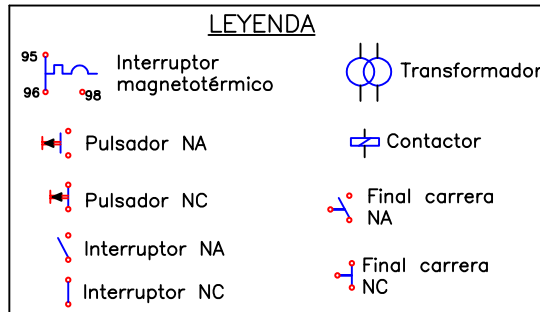 LEYENDA
95
96
98
Interruptor
magnetotérmico
Pulsador NA
Pulsador NC
Interruptor NA
Interruptor NC
Transformador
Contactor
Final carrera
NA
Final carrera
NC